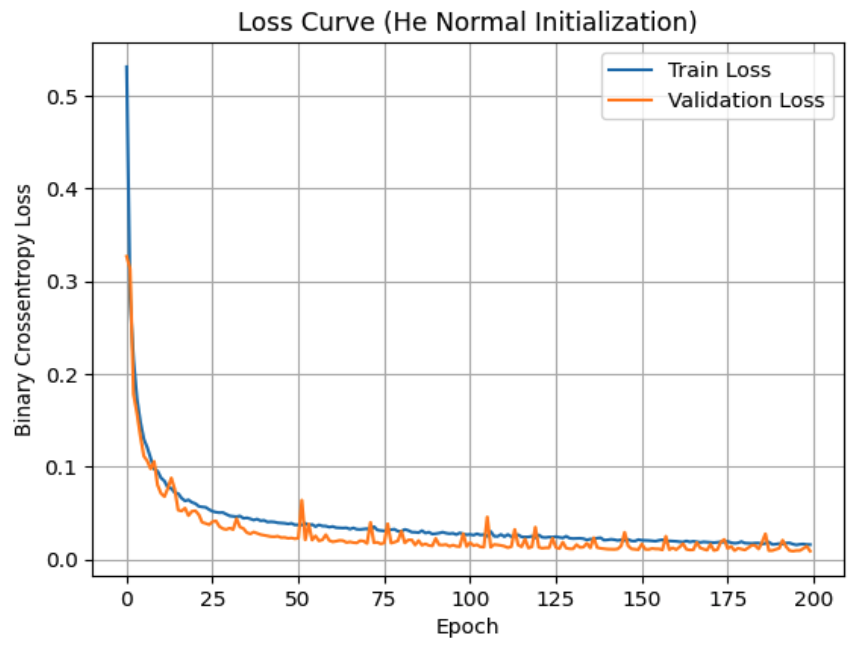 Loss Curve (He Normal Initialization)
Train Loss
Validation Loss
Binary Crossentropy Loss
0.5
0.4
0.3
0.2
0.1
0.0
0 25 50 75 100 125 150 175 200
Epoch